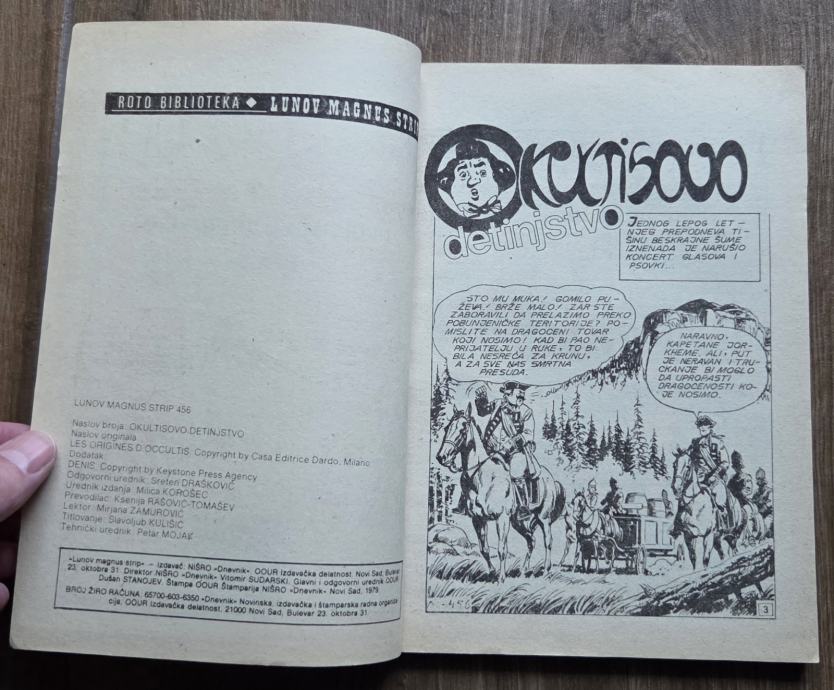 ROTO BIBLIOTEKA ◆ LUNOV MAGNUS STRIP
LUNOV MAGNUS STRIP 456
Naslov broja: OKULTISOVO DETINJSTVO
Naslov originala
LES ORIGINES D'OCCULTIS, Copyright by Casa Editrice Dardo, Milano
Dodatak:
DENIS, Copyright by Keystone Press Agency
Odgovorni urednik: Sreten DRAŠKOVIĆ
Urednik izdanja: Milica KOROŠEC
Prevodilac: Ksenija RAŠOVIĆ-TOMAŠEV
Lektor: Mirjana ZAMUROVIĆ
Titlovanje: Slavoljub KULIŠIĆ
Tehnički urednik: Petar MOJAK
»Lunov magnus strip« — Izdavač: NIŠRO »Dnevnik« OOUR Izdavačka delatnost, Novi Sad, Bulevar
23. oktobra 31. Direktor NIŠRO »Dnevnik« Vitomir SUDARSKI. Glavni i odgovorni urednik OOUR
Dušan STANOJEV. Štampa OOUR Štamparija NIŠRO »Dnevnik« Novi Sad, 1979.
BROJ ŽIRO RAČUNA: 65700-603-6350 »Dnevnik« Novinska, izdavačka i štamparska radna organiza-
cija, OOUR Izdavačka delatnost, 21000 Novi Sad, Bulevar 23. oktobra 31.
OKULTISOVO
detinjstvo
JEDNOG LEPOG LET-
NJEG PREPODNEVA TI-
ŠINU BESKRAJNE ŠUME
IZNENADA JE NARUŠIO
KONCERT GLASOVA I
PSOVKI...
STO MU MUKA! GOMILO PU-
ŽEVA! BRŽE MALO! ZAR STE
ZABORAVILI DA PRELAZIMO PREKO
POBUNJENIČKE TERITORIJE? PO-
MISLITE NA DRAGOCENI TOVAR
KOJI NOSIMO! KAD BI PAO NE-
PRIJATELJU U RUKE, TO BI
BILA NESREĆA ZA KRUNU,
A ZA SVE NAS SMRTNA
PRESUDA.
NARAVNO,
KAPETANE JOR-
KHEME. ALI, PUT
JE NERAVAN I TRU-
CKANJE BI MOGLO
DA UPROPASTI
DRAGOCENOSTI KO-
JE NOSIMO.
3